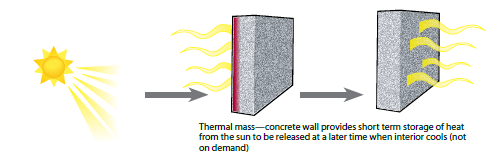 Thermal mass—concrete wall provides short term storage of heat
from the sun to be released at a later time when interior cools (not
on demand)